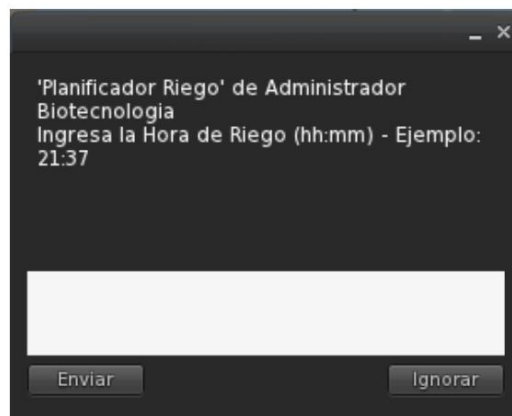 'Planificador Riego' de Administrador
Biotecnologia
Ingresa la Hora de Riego (hh:mm) - Ejemplo:
21:37
Enviar
Ignorar